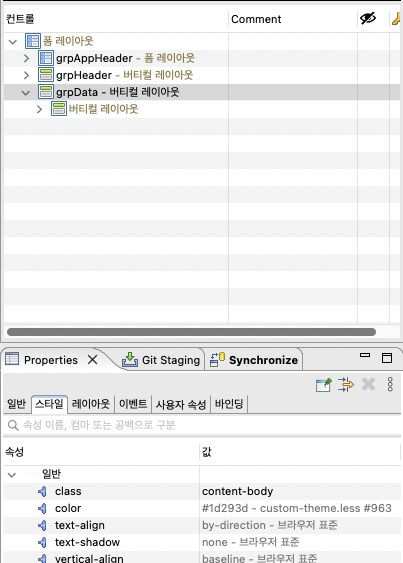 컨트롤 Comment
폼 레이아웃
grpAppHeader – 폼 레이아웃
grpHeader – 버티컬 레이아웃
grpData – 버티컬 레이아웃
버티컬 레이아웃
Properties Git Staging Synchronize
일반 스타일 레이아웃 이벤트 사용자 속성 바인딩
속성 이름, 컴마 또는 공백으로 구분
속성 값
일반
class content-body
color #1d293d – custom-theme.less #963
text-align by-direction – 브라우저 표준
text-shadow none – 브라우저 표준
vertical-align baseline – 브라우저 표준